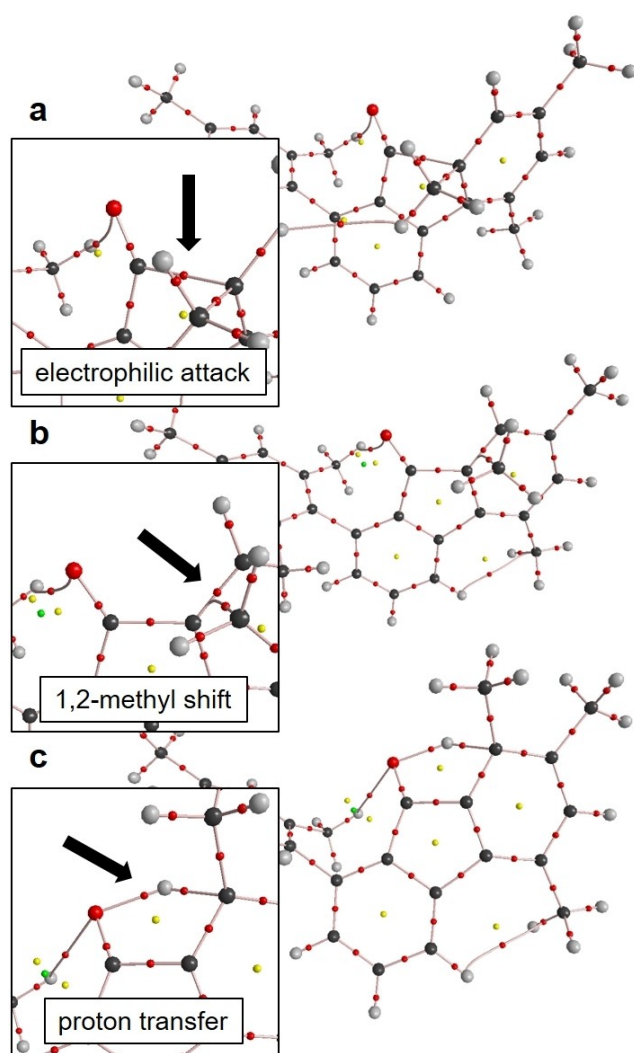 a
electrophilic attack
b
1,2-methyl shift
c
proton transfer